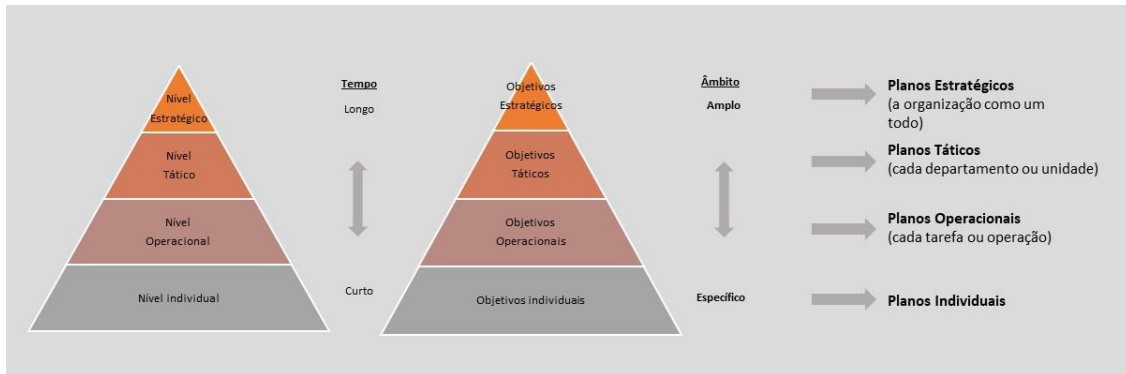 Nível
Estratégico
Nível
Tático
Nível
Operacional
Nível individual
Tempo
Longo
Curto
Objetivos
Estratégicos
Objetivos
Táticos
Objetivos
Operacionais
Objetivos individuais
Âmbito
Amplo
Específico
Planos Estratégicos
(a organização como um
todo)
Planos Táticos
(cada departamento ou unidade)
Planos Operacionais
(cada tarefa ou operação)
Planos Individuais